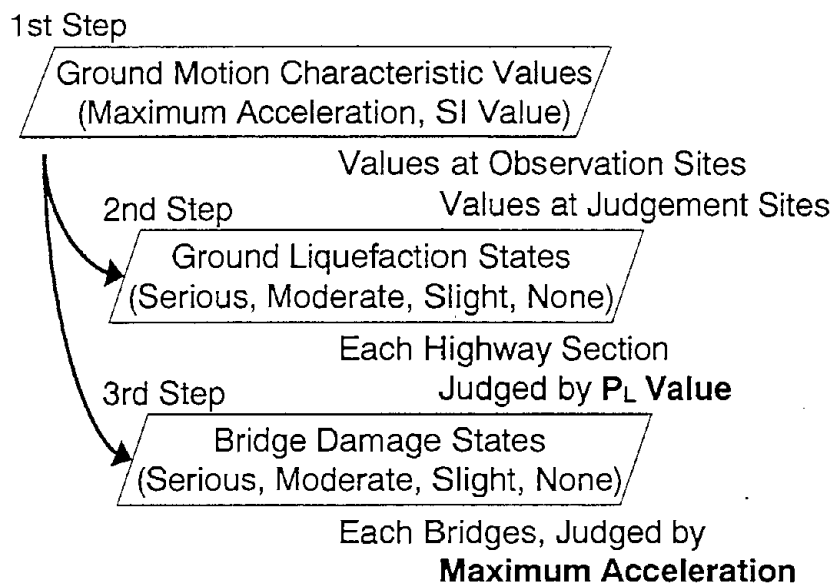 1st Step
Ground Motion Characteristic Values
(Maximum Acceleration, SI Value)
Values at Observation Sites
Values at Judgement Sites
2nd Step
Ground Liquefaction States
(Serious, Moderate, Slight, None)
Each Highway Section
Judged by PL Value
3rd Step
Bridge Damage States
(Serious, Moderate, Slight, None)
Each Bridges, Judged by
Maximum Acceleration